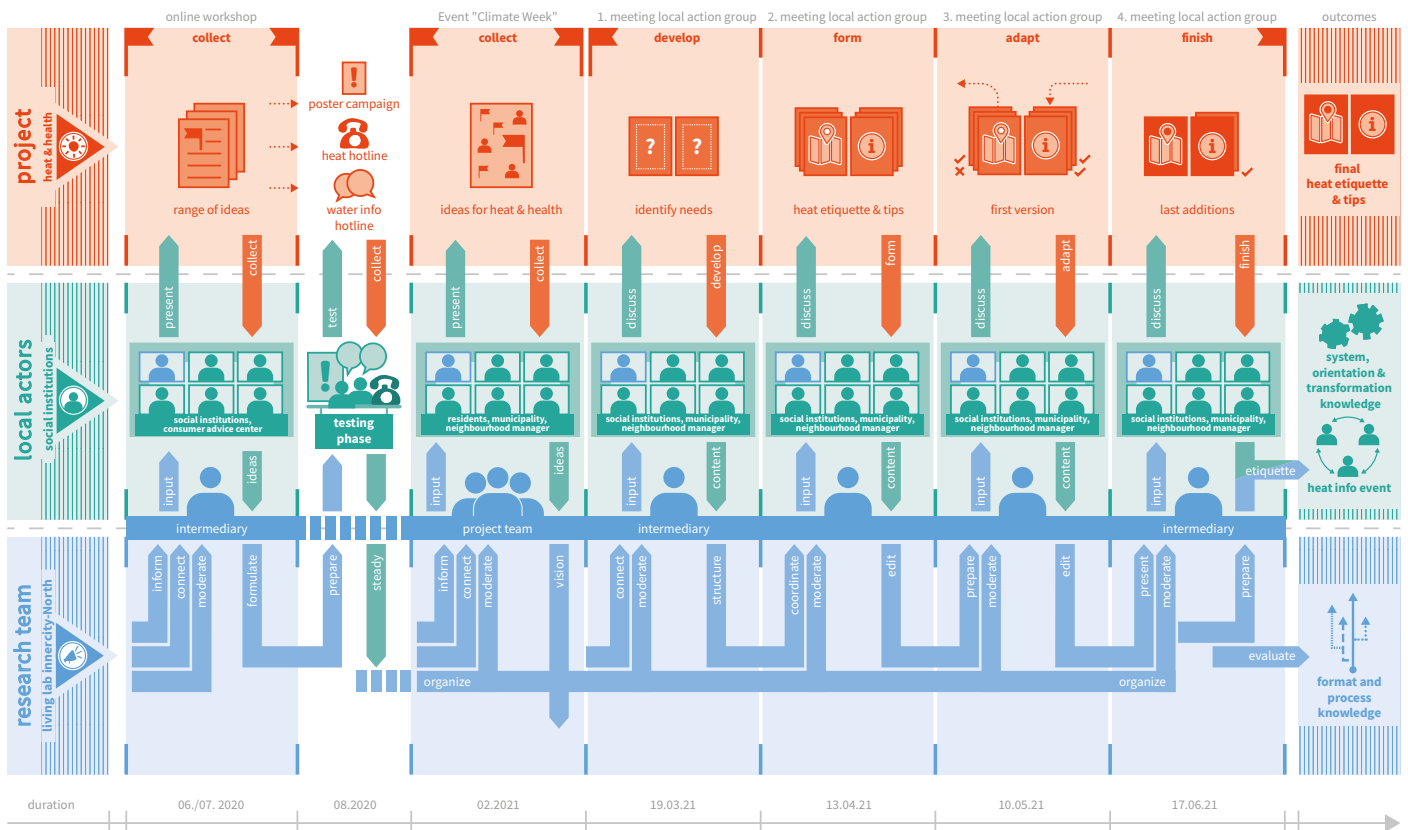 online workshop
Event "Climate Week"
1. meeting local action group
2. meeting local action group
3. meeting local action group
4. meeting local action group
outcomes
collect
collect
develop
form
adapt
finish
project
heat & health
!
poster campaign
heat hotline
water info
hotline
range of ideas
ideas for heat & health
? ?
identify needs
i
heat etiquette & tips
i
first version
i
last additions
i
final
heat etiquette
& tips
present
collect
test
collect
present
collect
discuss
develop
discuss
form
discuss
adapt
discuss
finish
local actors
social institutions
social institutions,
consumer advice center
!
testing
phase
residents, municipality,
neighbourhood manager
social institutions, municipality,
neighbourhood manager
social institutions, municipality,
neighbourhood manager
social institutions, municipality,
neighbourhood manager
social institutions, municipality,
neighbourhood manager
system,
orientation &
transformation
knowledge
heat info event
input
ideas
input
ideas
input
content
input
content
input
content
input
etiquette
intermediary
project team
intermediary
intermediary
research team
living lab innercity-North
inform
connect
moderate
formulate
prepare
steady
inform
connect
moderate
vision
connect
moderate
structure
coordinate
moderate
edit
prepare
moderate
edit
present
moderate
prepare
evaluate
organize
organize
format and
process
knowledge
duration
06./07. 2020
08.2020
02.2021
19.03.21
13.04.21
10.05.21
17.06.21